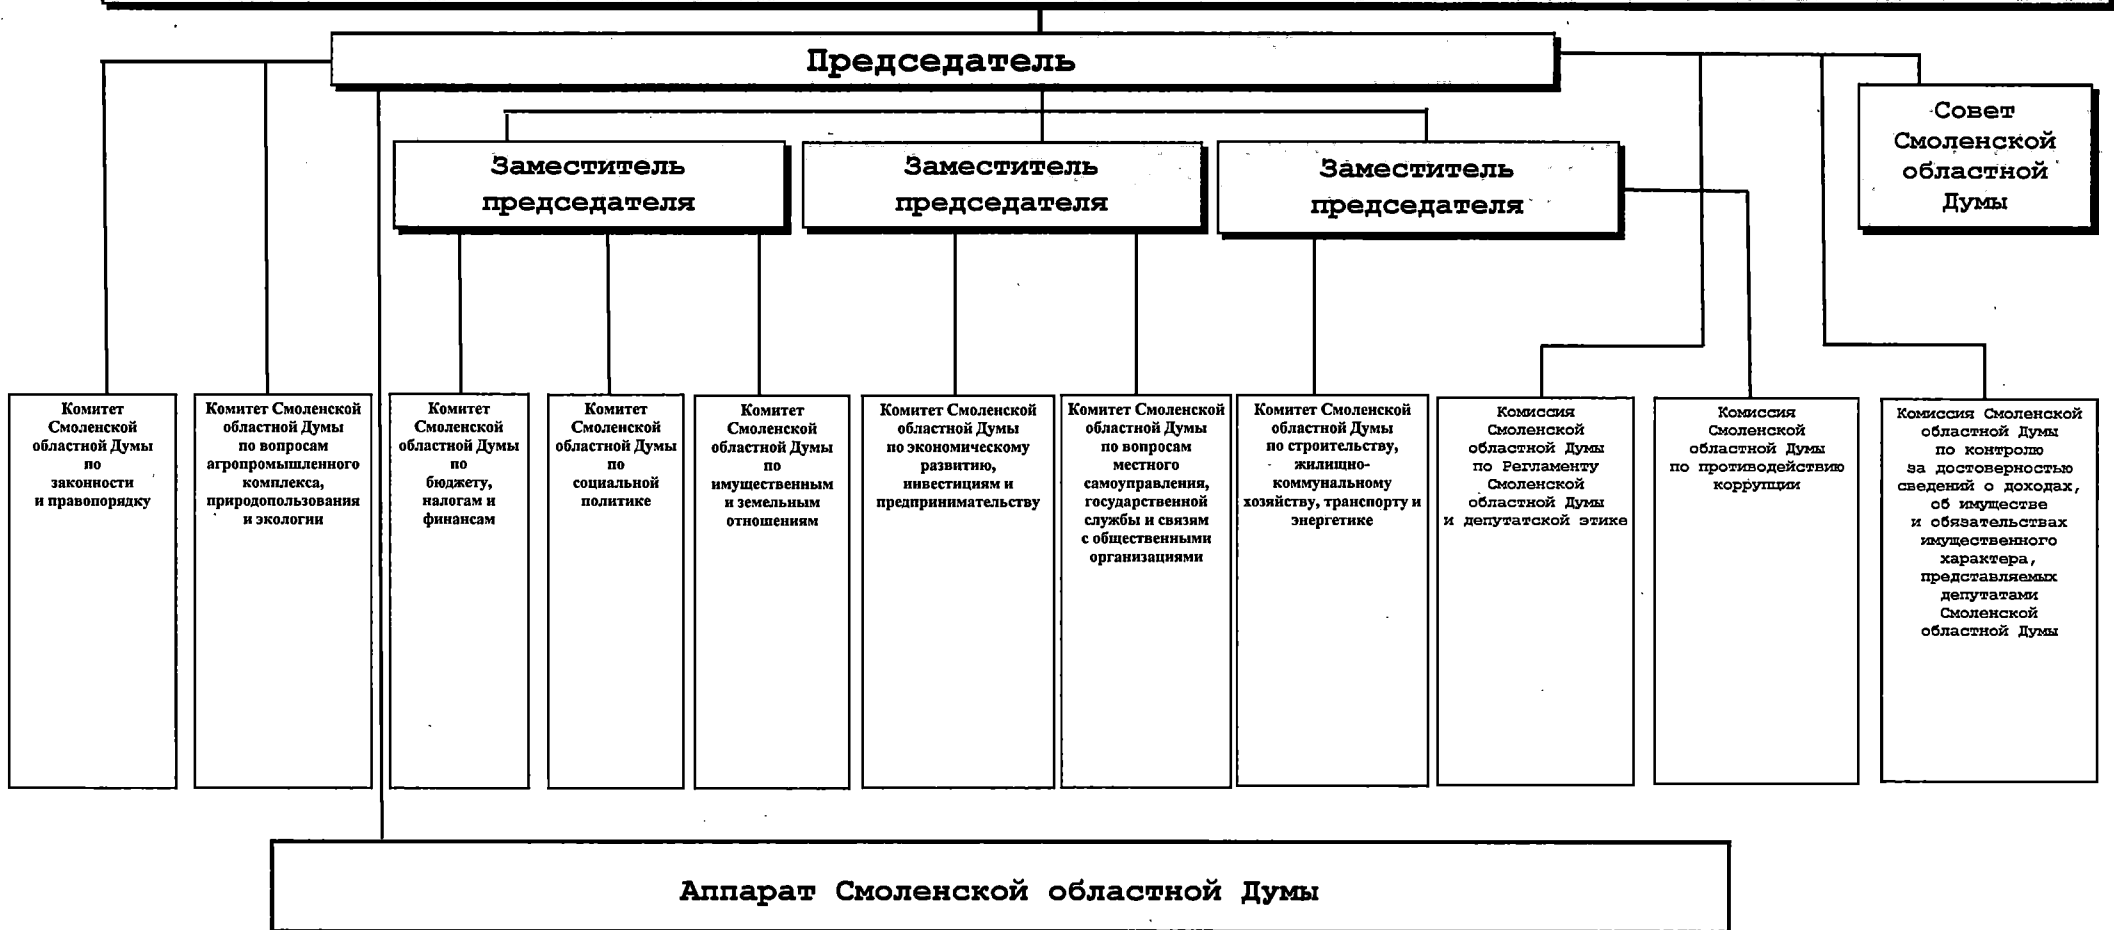 Председатель
Совет
Смоленской
областной
Думы
Заместитель
председателя
Заместитель
председателя
Заместитель
председателя
Комитет
Смоленской
областной Думы
по
законности
и правопорядку
Комитет Смоленской
областной Думы
по вопросам
агропромышленного
комплекса,
природопользования
и экологии
Комитет
Смоленской
областной Думы
по
бюджету,
налогам и
финансам
Комитет
Смоленской
областной Думы
по
социальной
политике
Комитет
Смоленской
областной Думы
по
имущественным
и земельным
отношениям
Комитет Смоленской
областной Думы
по экономическому
развитию,
инвестициям и
предпринимательству
Комитет Смоленской
областной Думы
по вопросам
местного
самоуправления,
государственной
службы и связям
с общественными
организациями
Комитет Смоленской
областной Думы
по строительству,
жилищно-
коммунальному
хозяйству, транспорту и
энергетике
Комиссия
Смоленской
областной Думы
по Регламенту
Смоленской
областной Думы
и депутатской этике
Комиссия
Смоленской
областной Думы
по противодействию
коррупции
Комиссия Смоленской
областной Думы
по контролю
за достоверностью
сведений о доходах,
об имуществе
и обязательствах
имущественного
характера,
представляемых
депутатами
Смоленской
областной Думы
Аппарат Смоленской областной Думы